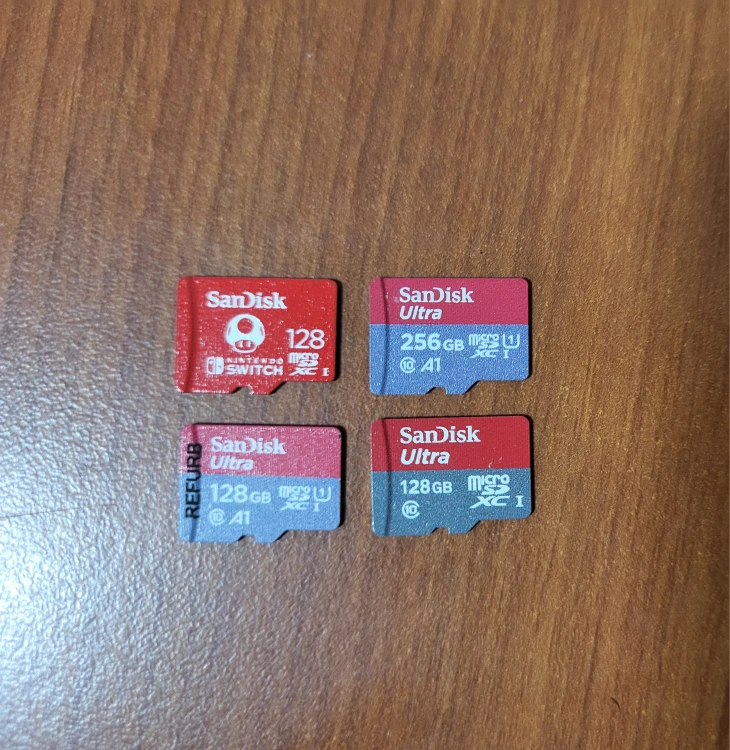 SanDisk
128
NINTENDO
SWITCH
micro
SD
XC I
SanDisk
Ultra
256GB
micro
SD
XC I
U1
10 A1
REFURB
SanDisk
Ultra
128GB
micro
SD
XC I
U1
10 A1
SanDisk
Ultra
128GB
micro
SD
XC I
10